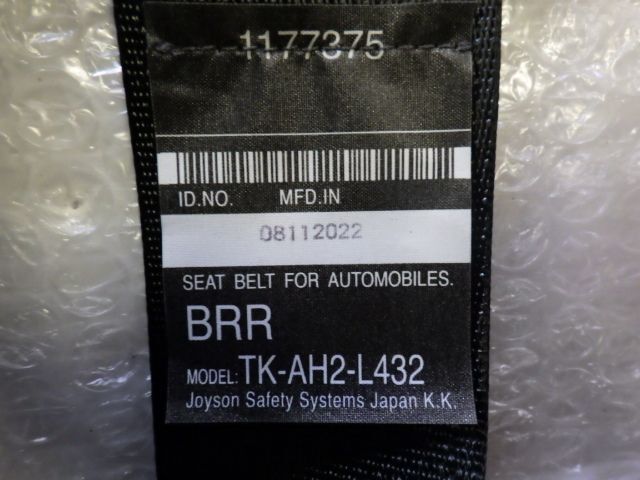 1177375
ID.NO. MFD.IN
08112022
SEAT BELT FOR AUTOMOBILES.
BRR
MODEL:TK-AH2-L432
Joyson Safety Systems Japan K.K.